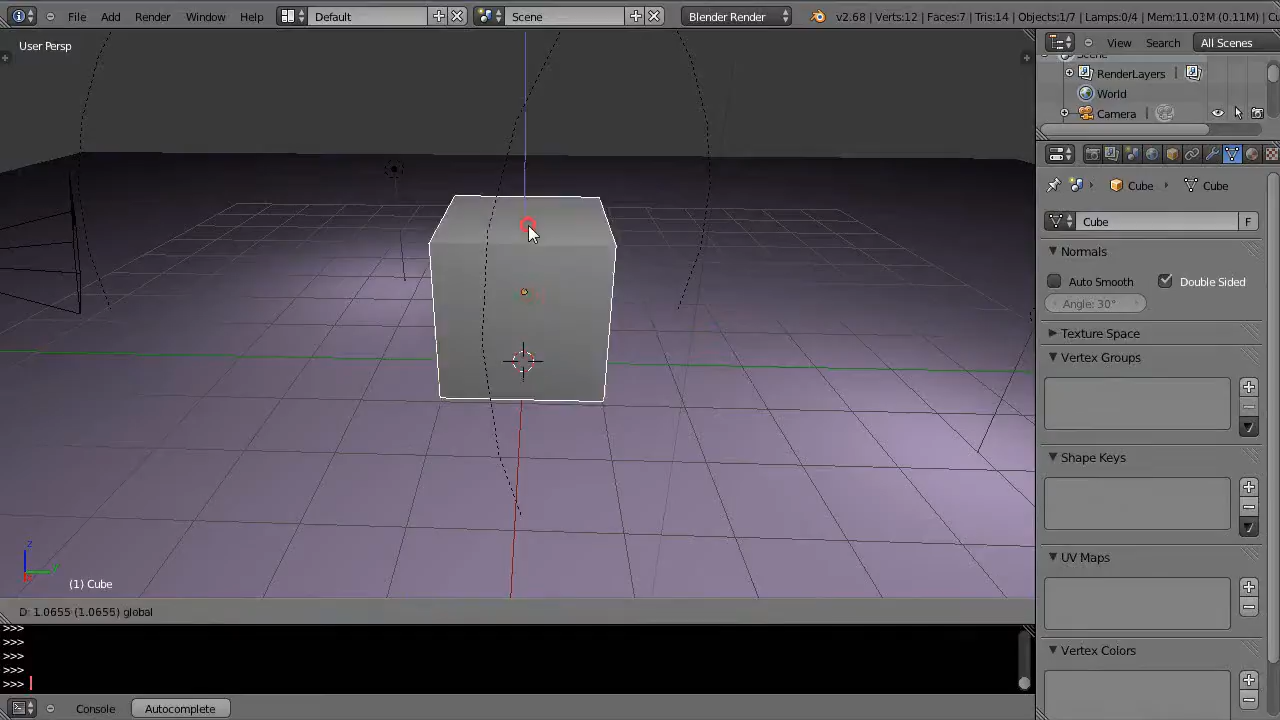 File Add Render Window Help Default Scene Blender Render v2.68 | Verts:12 | Faces:7 | Tris:14 | Objects:1/7 | Lamps:0/4 | Mem:11.01M (0.11M) | C
User Persp
View Search All Scenes
RenderLayers
World
Camera
Cube Cube
Cube F
Normals
Auto Smooth Double Sided
Angle: 30°
Texture Space
Vertex Groups
Shape Keys
UV Maps
Vertex Colors
z
y
(1) Cube
D: 1.0655 (1.0655) global
>>>
>>>
>>>
>>>
>>>
Console Autocomplete